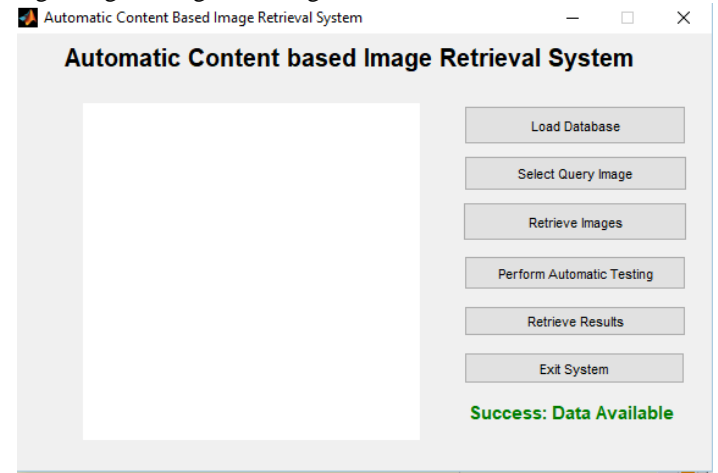 Automatic Content Based Image Retrieval System
Automatic Content based Image Retrieval System
Load Database
Select Query Image
Retrieve Images
Perform Automatic Testing
Retrieve Results
Exit System
Success: Data Available